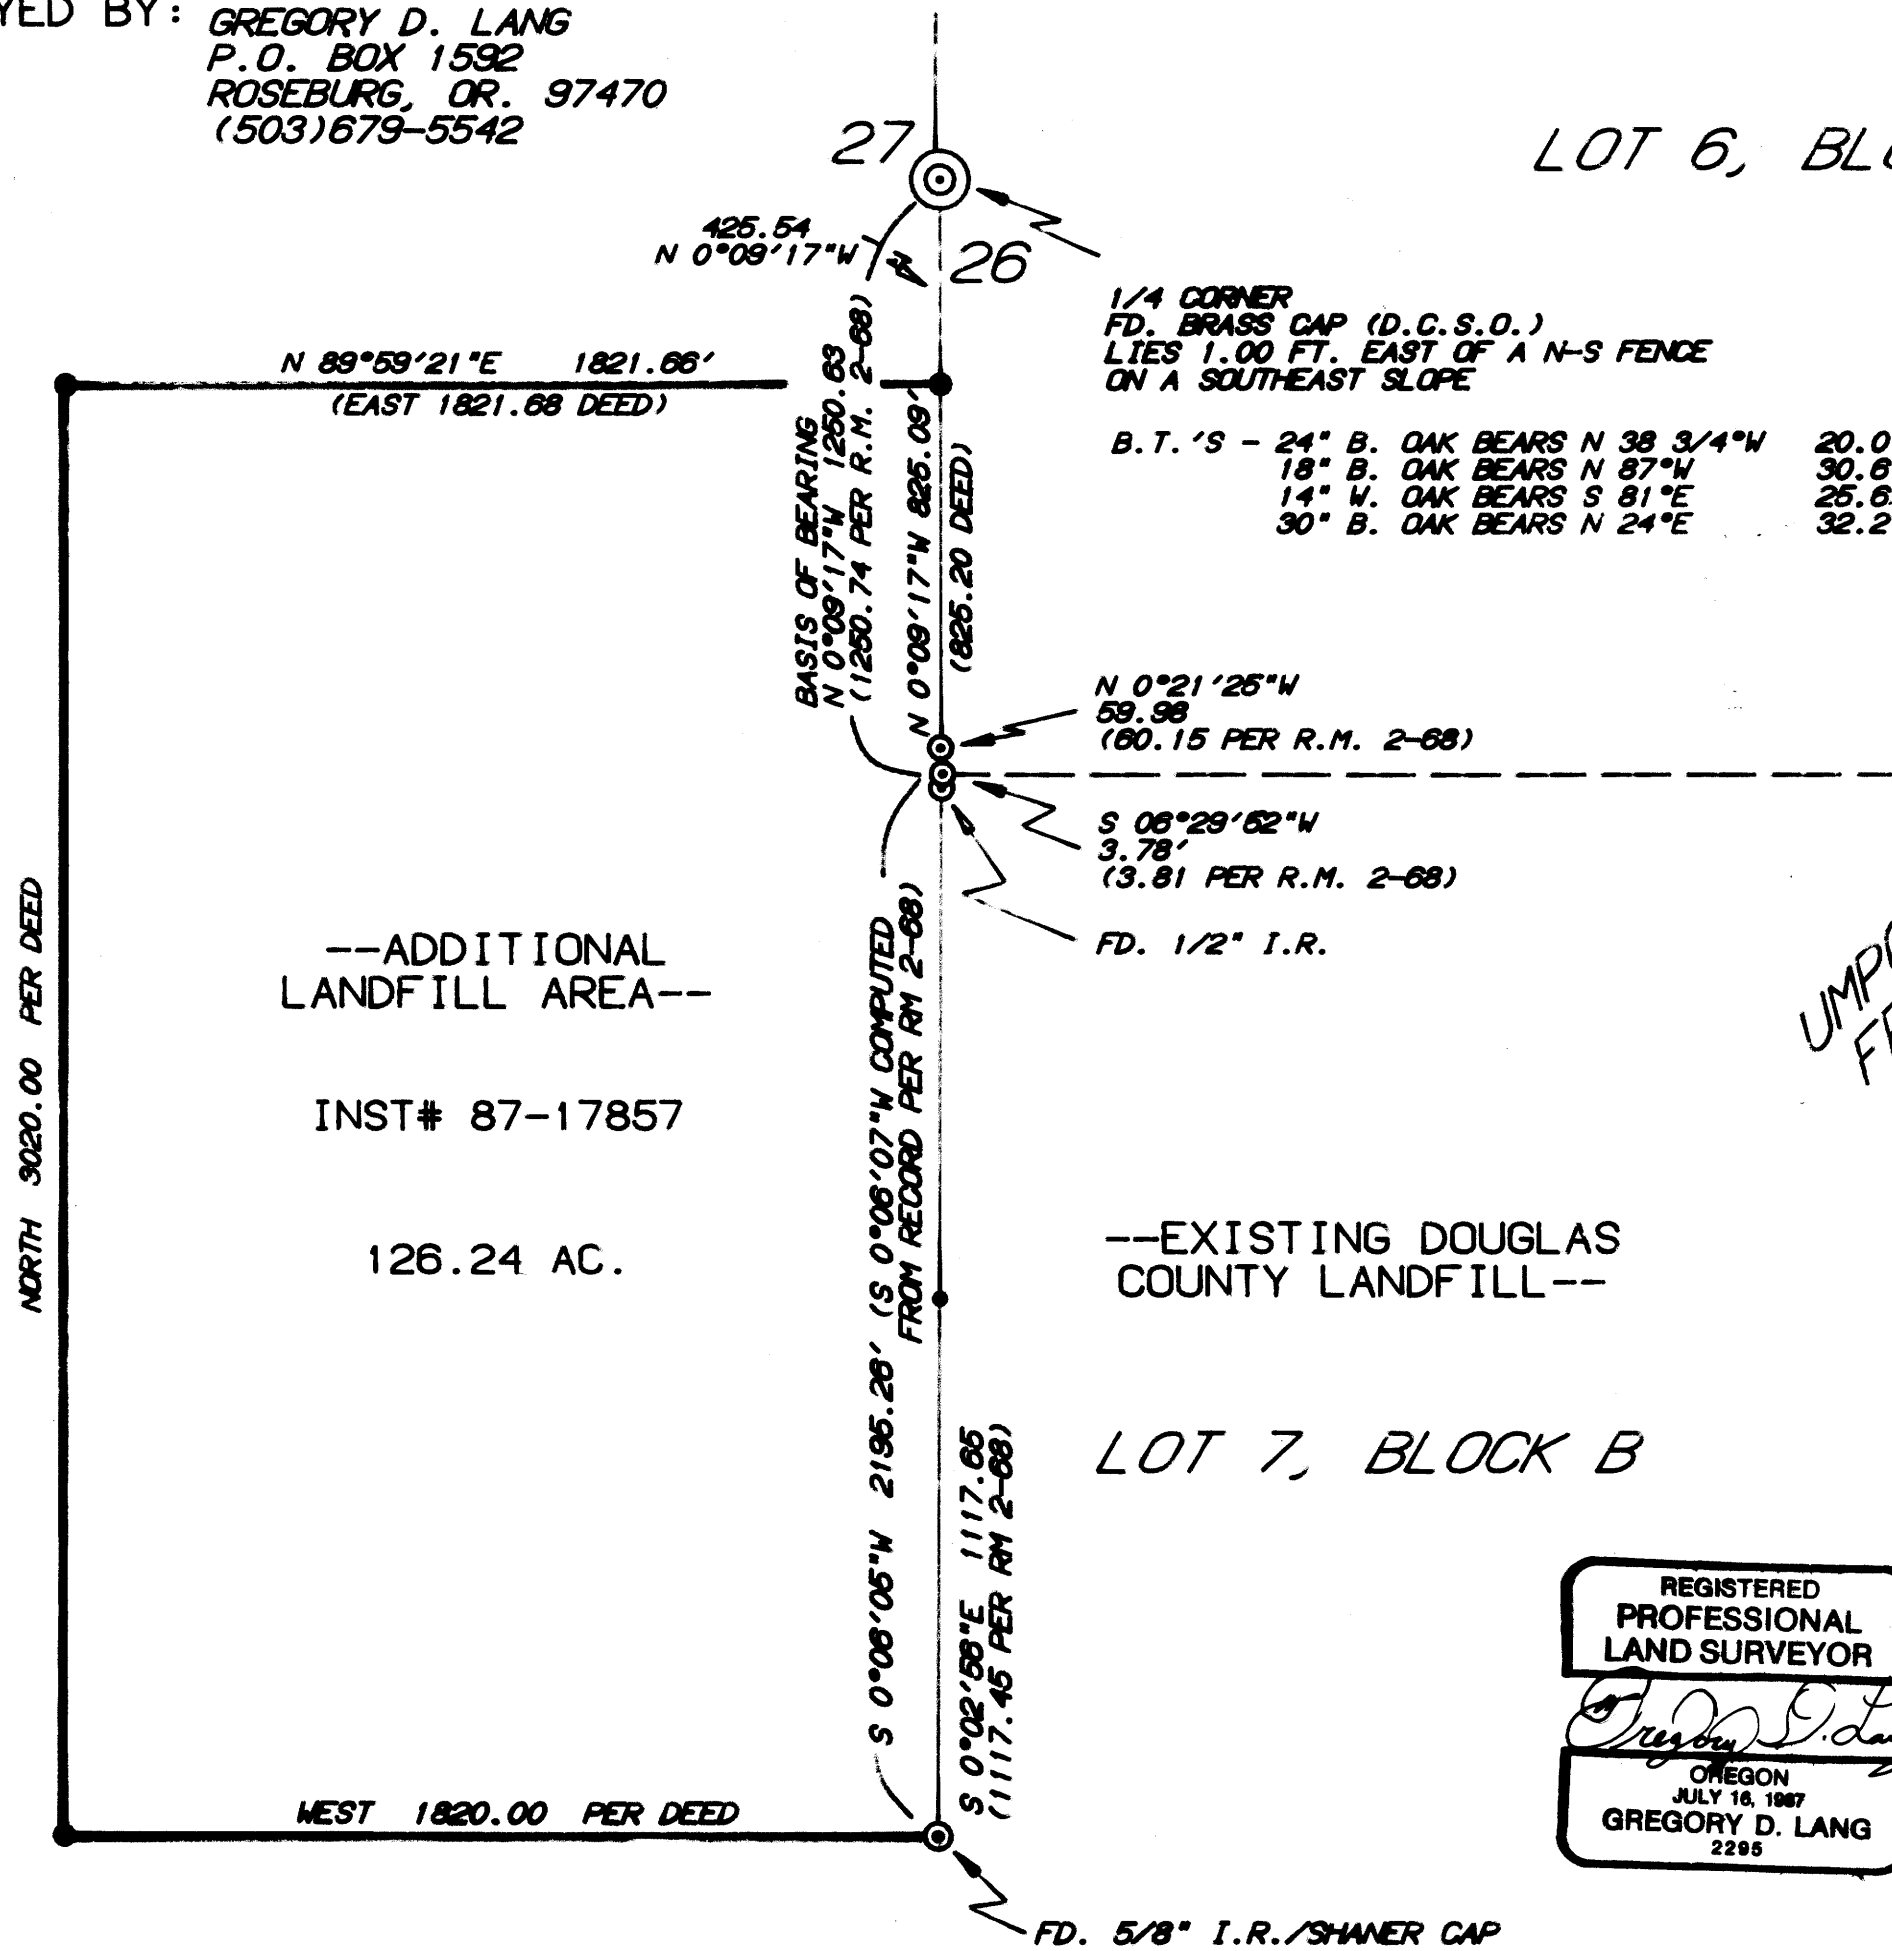 YED BY: GREGORY D. LANG
P.O. BOX 1592
ROSEBURG, OR. 97470
(503)679-5542
27
26
LOT 6, BLO
425.54
N 0°09'17"W
1/4 CORNER
FD. BRASS CAP (D.C.S.O.)
LIES 1.00 FT. EAST OF A N-S FENCE
ON A SOUTHEAST SLOPE
B.T.'S - 24" B. OAK BEARS N 38 3/4°W 20.0
18" B. OAK BEARS N 87°W 30.6
14" W. OAK BEARS S 81°E 25.6
30" B. OAK BEARS N 24°E 32.2
N 89°59'21"E 1821.66'
(EAST 1821.68 DEED)
BASIS OF BEARING
N 0°09'17"W 1250.63
(1250.74 PER R.M. 2-68)
N 0°09'17"W 825.09'
(825.20 DEED)
N 0°21'25"W
59.98
(60.15 PER R.M. 2-68)
S 06°29'52"W
3.78'
(3.81 PER R.M. 2-68)
FD. 1/2" I.R.
NORTH 3020.00 PER DEED
--ADDITIONAL
LANDFILL AREA--
INST# 87-17857
126.24 AC.
S 0°08'05"W 2195.28' (S 0°06'07"W COMPUTED
FROM RECORD PER RM 2-68)
UMPQ
--EXISTING DOUGLAS
COUNTY LANDFILL--
LOT 7, BLOCK B
S 0°02'58"E 1117.65
(1117.45 PER RM 2-68)
WEST 1820.00 PER DEED
FD. 5/8" I.R./SHANER CAP
REGISTERED
PROFESSIONAL
LAND SURVEYOR
Gregory D. Lan
OREGON
JULY 16, 1987
GREGORY D. LANG
2295